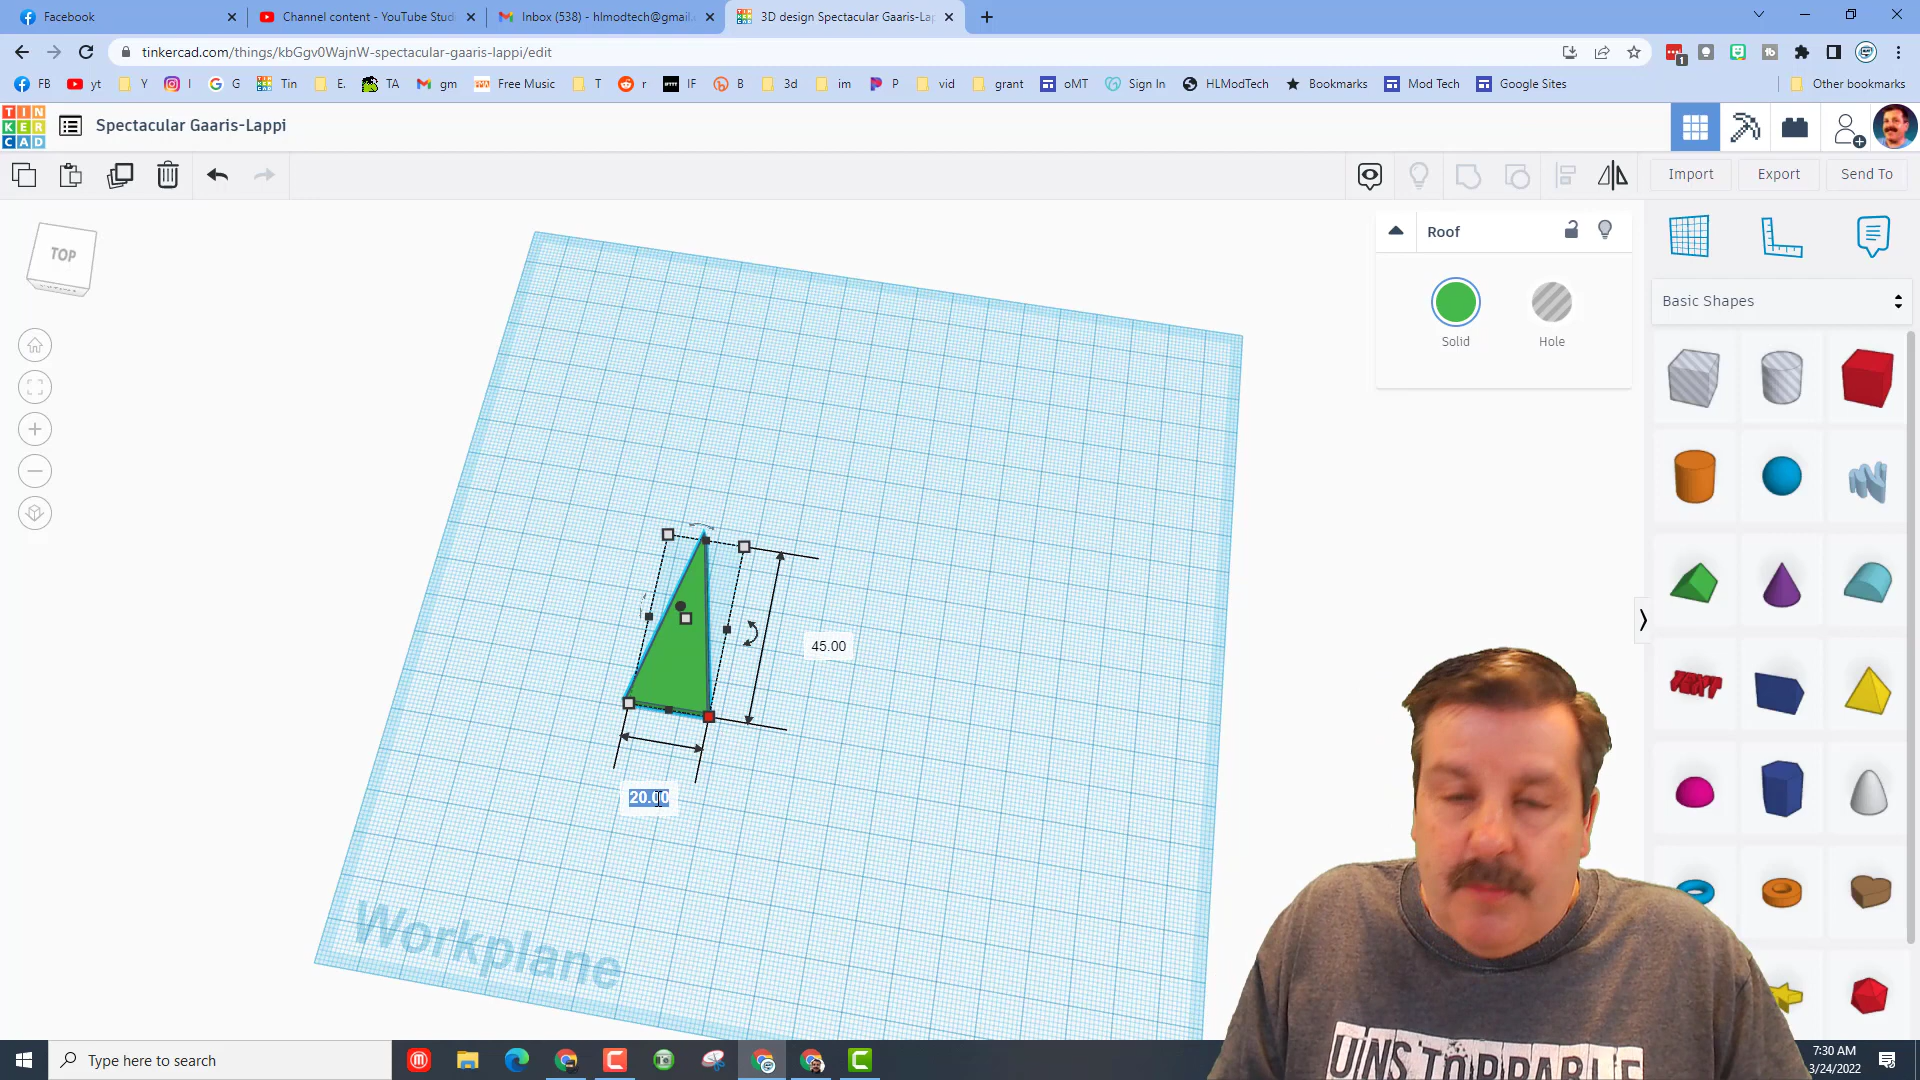 Facebook
Channel content - YouTube Stud
Inbox (538) - hlmodtech@gmail.
3D design Spectacular Gaaris-Lap
tinkercad.com/things/kbGgv0WajnW-spectacular-gaaris-lappi/edit
FB yt Y I G Tin E. TA gm Free Music T r IF B 3d im P vid grant oMT Sign In HLModTech Bookmarks Mod Tech Google Sites Other bookmarks
TIN
KER
CAD
Spectacular Gaaris-Lappi
Import Export Send To
TOP
Roof
Solid Hole
Basic Shapes
TEXT
45.00
20.00
Workplane
UNSTOPPABLE
Type here to search
7:30 AM
3/24/2022